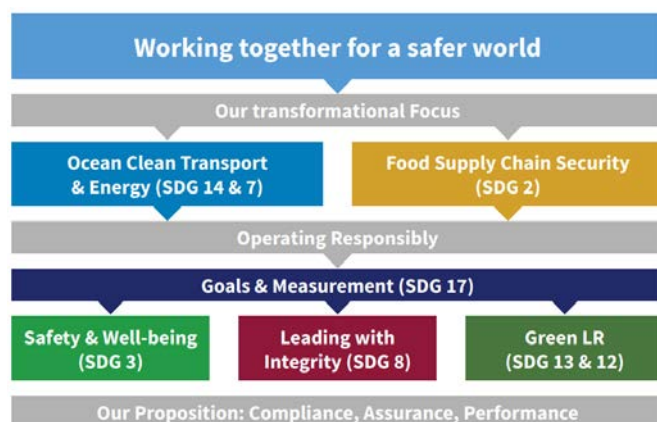 Working together for a safer world
Our transformational Focus
Ocean Clean Transport
& Energy (SDG 14 & 7)
Food Supply Chain Security
(SDG 2)
Operating Responsibly
Goals & Measurement (SDG 17)
Safety & Well-being
(SDG 3)
Leading with
Integrity (SDG 8)
Green LR
(SDG 13 & 12)
Our Proposition: Compliance, Assurance, Performance